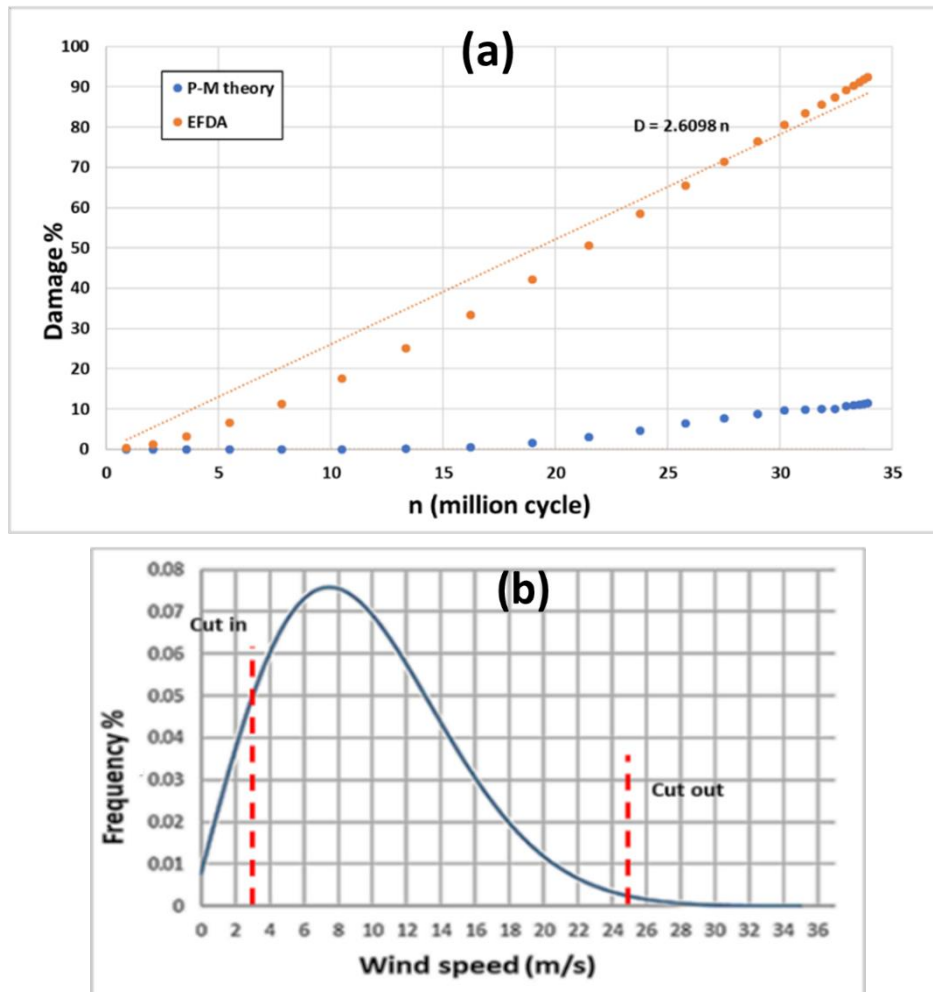 (a)
100
90
80
70
60
50
40
30
20
10
0
Damage %
P-M theory
EFDA
D = 2.6098 n
0 5 10 15 20 25 30 35
n (million cycle)
(b)
0.08
0.07
0.06
0.05
0.04
0.03
0.02
0.01
0
Frequency %
Cut in
Cut out
0 2 4 6 8 10 12 14 16 18 20 22 24 26 28 30 32 34 36
Wind speed (m/s)